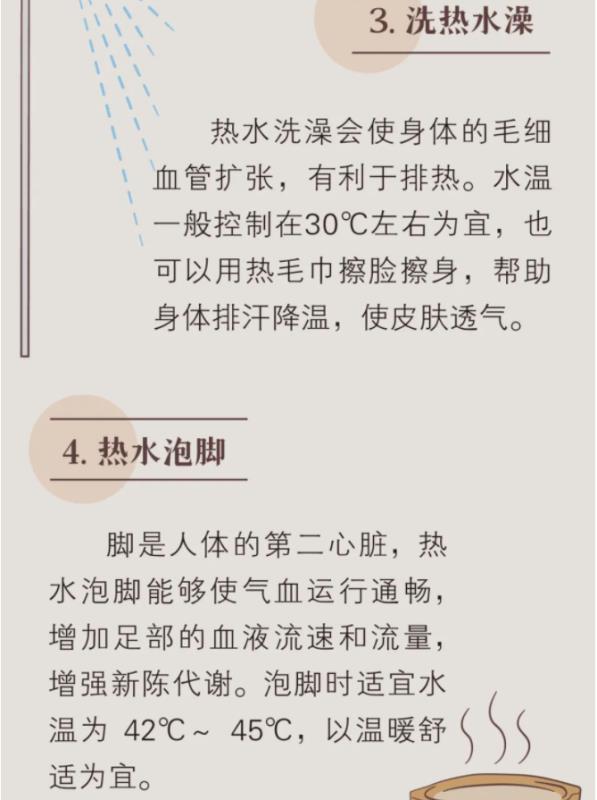 3. 洗热水澡
热水洗澡会使身体的毛细
血管扩张，有利于排热。水温
一般控制在30℃左右为宜，也
可以用热毛巾擦脸擦身，帮助
身体排汗降温，使皮肤透气。
4. 热水泡脚
脚是人体的第二心脏，热
水泡脚能够使气血运行通畅，
增加足部的血液流速和流量，
增强新陈代谢。泡脚时适宜水
温为 42℃～ 45℃，以温暖舒
适为宜。